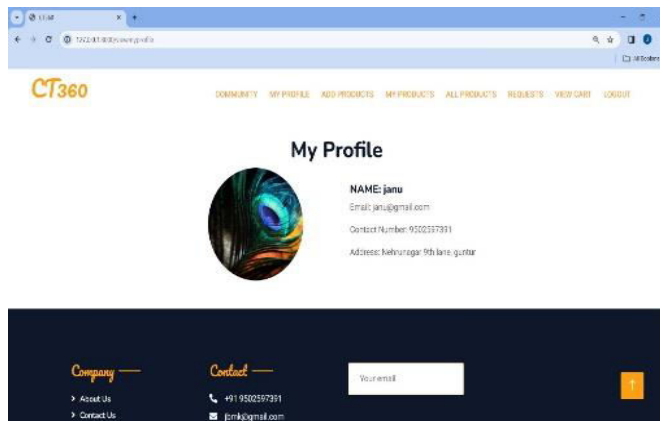 CT360
COMMUNITY MY PROFILE ADD PRODUCTS MY PRODUCTS ALL PRODUCTS REQUESTS VIEW CART LOGOUT
My Profile
NAME: janu
Email: janu@gmail.com
Contact Number: 9502597391
Address: Nehrunagar 9th lane, guntur
Company
Contact
Your email
About Us
+91 9502597391
Contact Us